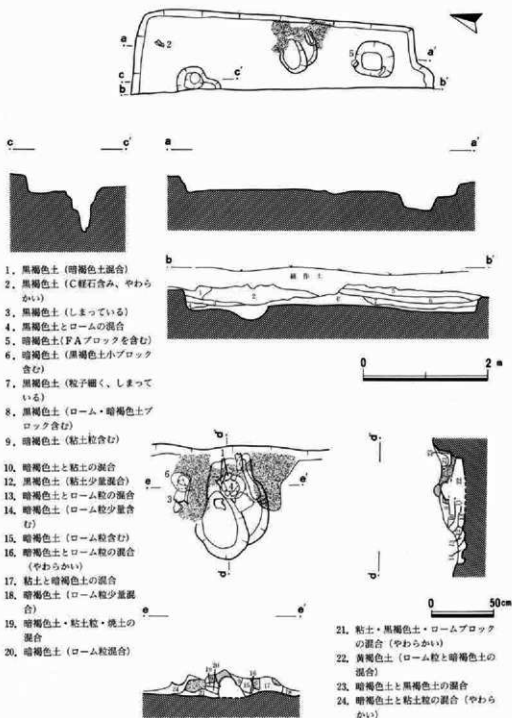 a
2
5
a'
c
c'
b
b'
c
c'
a
a'
b
b'
耕作土
2
0
2 m
1. 黒褐色土(暗褐色土混合)
2. 黒褐色土(C軽石含み、やわら
かい)
3. 黒褐色土(しまっている)
4. 黒褐色土とロームの混合
5. 暗褐色土(FAブロックを含む)
6. 暗褐色土(黒褐色土小ブロック
含む)
7. 黒褐色土(粒子細く、しまって
いる)
8. 黒褐色土(ローム・暗褐色土ブ
ロック含む)
9. 暗褐色土(粘土粒含む)
10. 暗褐色土と粘土の混合
12. 黒褐色土(粘土少量混合)
13. 暗褐色土とローム粒の混合
14. 暗褐色土(ローム粒少量含
む)
15. 暗褐色土(ローム粒含む)
16. 暗褐色土とローム粒の混合
(やわらかい)
17. 粘土と暗褐色土の混合
18. 暗褐色土(ローム粒少量混
合)
19. 暗褐色土・粘土粒・焼土の
混合
20. 暗褐色土(ローム粒混合)
d'
e
6
3
e'
d
d'
d
0
50cm
e
e'
20
19
16
17
21. 粘土・黒褐色土・ロームブロック
の混合(やわらかい)
22. 黄褐色土(ローム粒と暗褐色土の
混合)
23. 暗褐色土と黒褐色土の混合
24. 暗褐色土と粘土粒の混合(やわら
かい)